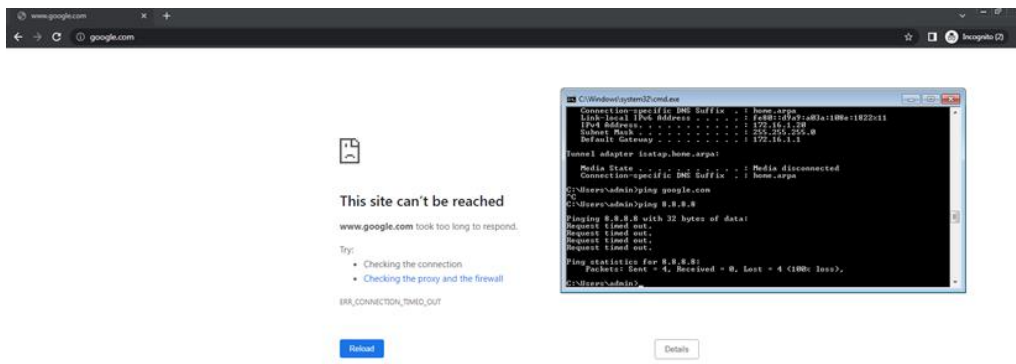 www.google.com
google.com
Incognito (2)
This site can't be reached
www.google.com took too long to respond.
Try:
Checking the connection
Checking the proxy and the firewall
ERR_CONNECTION_TIMED_OUT
Reload
Details
C:\Windows\system32\cmd.exe
Connection-specific DNS Suffix . : home.arpa
Link-local IPv6 Address . . . . . :
IPv4 Address. . . . . . . . . . . : 172.16.1.20
Subnet Mask . . . . . . . . . . . : 255.255.255.0
Default Gateway . . . . . . . . . : 172.16.1.1
Tunnel adapter isatap.home.arpa:
Media State . . . . . . . . . . . : Media disconnected
Connection-specific DNS Suffix . : home.arpa
C:\Users\admin>ping google.com
^C
C:\Users\admin>ping 8.8.8.8
Pinging 8.8.8.8 with 32 bytes of data:
Request timed out.
Request timed out.
Request timed out.
Request timed out.
Ping statistics for 8.8.8.8:
Packets: Sent = 4, Received = 0, Lost = 4 (100% loss),
C:\Users\admin>_